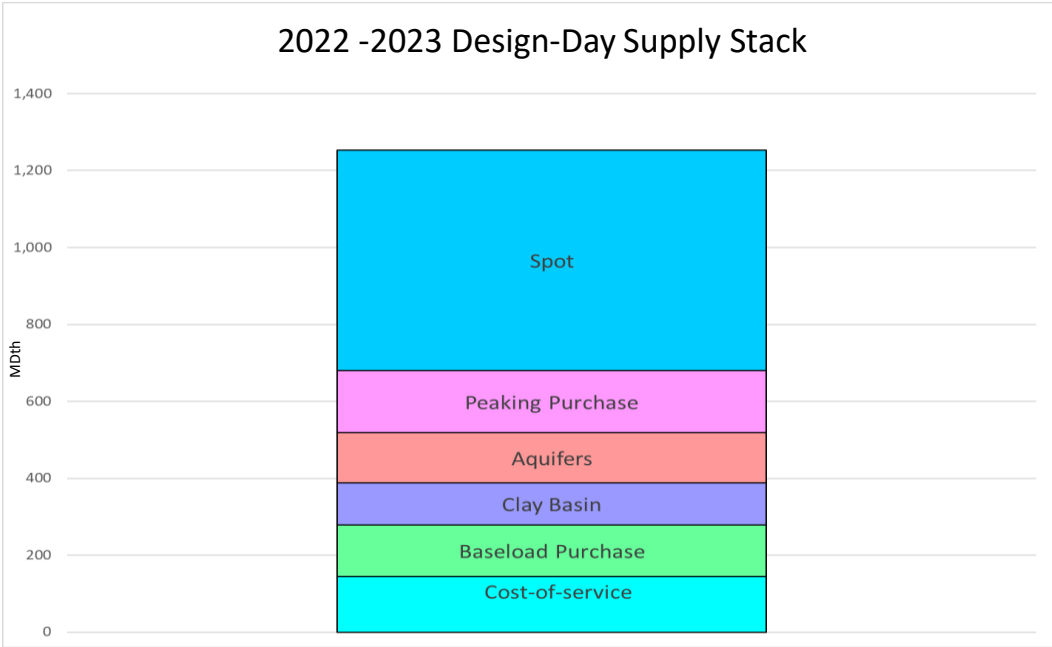 2022 -2023 Design-Day Supply Stack
1,400
1,200
1,000
800
600
400
200
0
MDth
Spot
Peaking Purchase
Aquifers
Clay Basin
Baseload Purchase
Cost-of-service